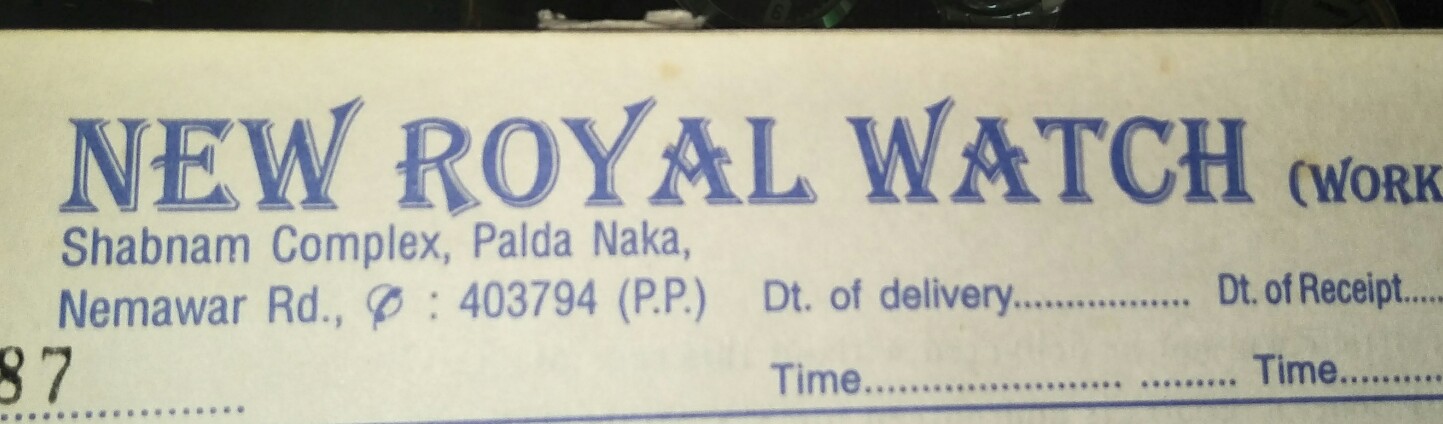 NEW ROYAL WATCH (WORK
Shabnam Complex, Palda Naka,
Nemawar Rd., ✆ : 403794 (P.P.) Dt. of delivery................. Dt. of Receipt.....
87
Time.......................... ......... Time..........